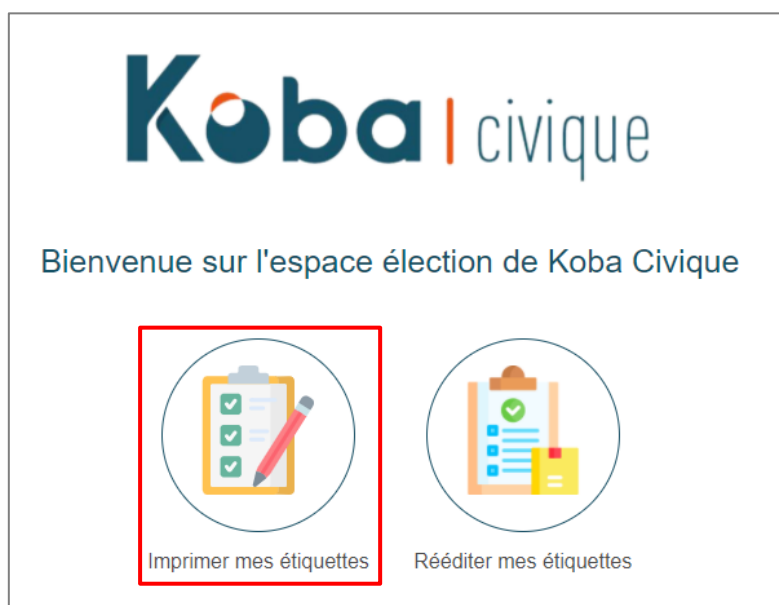 Koba | civique
Bienvenue sur l'espace élection de Koba Civique
Imprimer mes étiquettes
Rééditer mes étiquettes